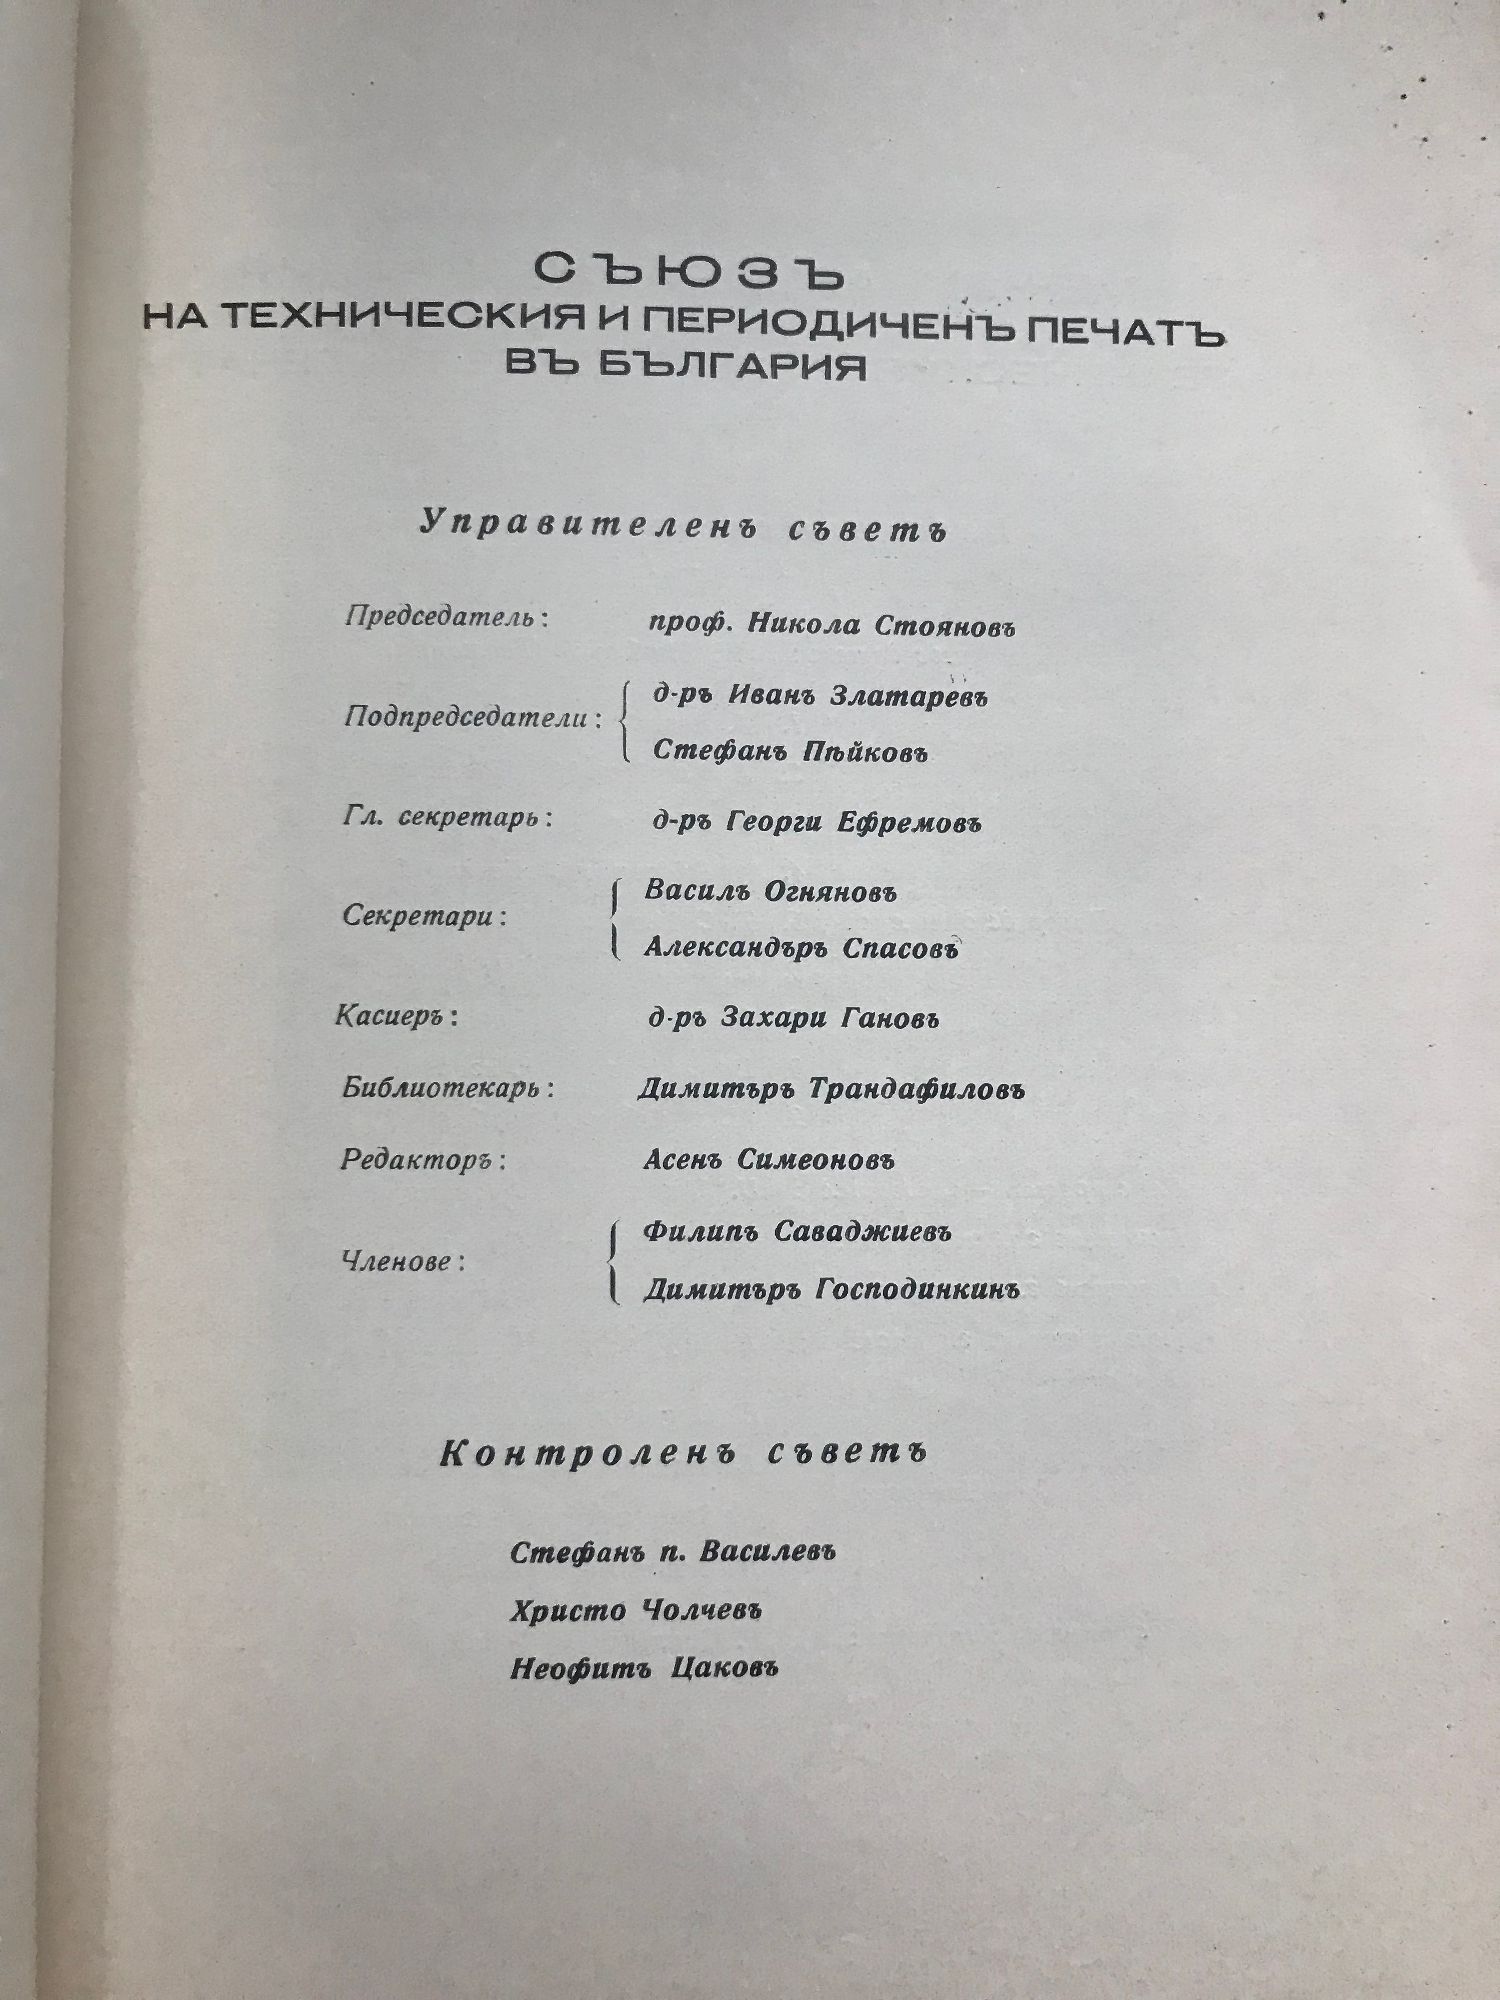 СЪЮЗЪ
НА ТЕХНИЧЕСКИЯ И ПЕРИОДИЧЕНЪ ПЕЧАТЪ
ВЪ БЪЛГАРИЯ
Управителенъ съветъ
Председатель: проф. Никола Стояновъ
Подпредседатели: д-ръ Иванъ Златаревъ
Стефанъ Пѣйковъ
Гл. секретарь: д-ръ Георги Ефремовъ
Секретари: Василъ Огняновъ
Александъръ Спасовъ
Касиеръ: д-ръ Захари Гановъ
Библиотекарь: Димитъръ Трандафиловъ
Редакторъ: Асенъ Симеоновъ
Членове: Филипъ Саваджиевъ
Димитъръ Господинкинъ
Контроленъ съветъ
Стефанъ п. Василевъ
Христо Чолчевъ
Неофитъ Цаковъ